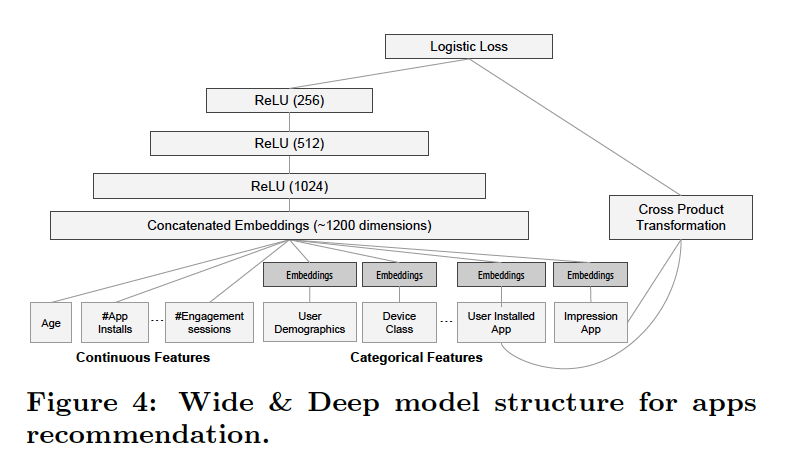 Logistic Loss
ReLU (256)
ReLU (512)
ReLU (1024)
Concatenated Embeddings (~1200 dimensions)
Cross Product
Transformation
Embeddings
Embeddings
Embeddings
Embeddings
Age
#App
Installs
...
#Engagement
sessions
User
Demographics
Device
Class
...
User Installed
App
Impression
App
Continuous Features
Categorical Features
Figure 4: Wide & Deep model structure for apps
recommendation.